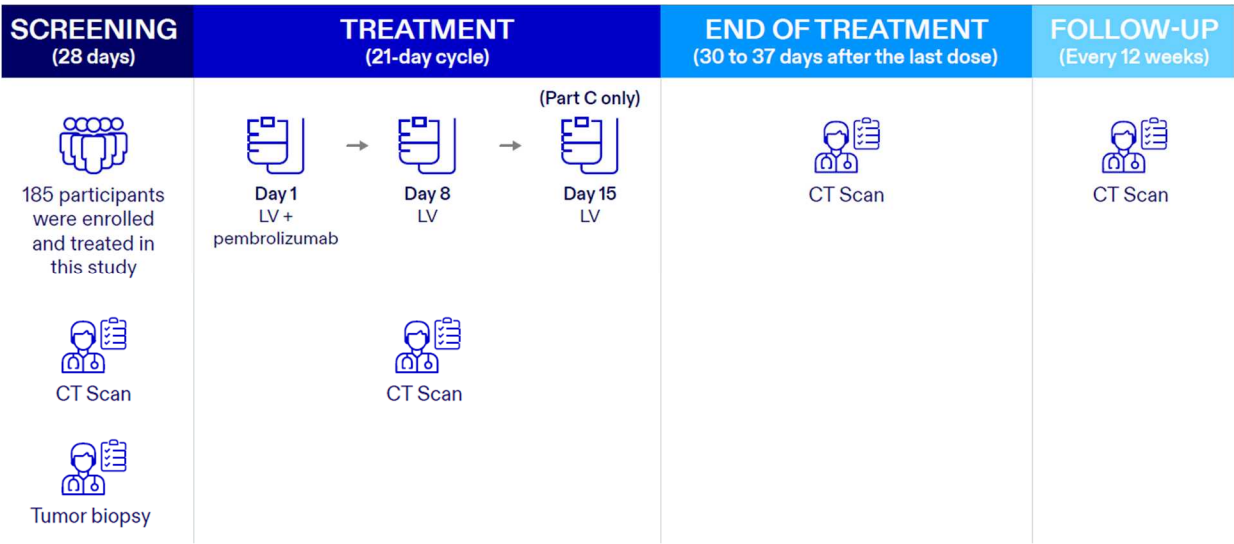 SCREENING
(28 days)
TREATMENT
(21-day cycle)
END OF TREATMENT
(30 to 37 days after the last dose)
FOLLOW-UP
(Every 12 weeks)
185 participants
were enrolled
and treated in
this study
CT Scan
Tumor biopsy
Day 1
LV +
pembrolizumab
Day 8
LV
(Part C only)
Day 15
LV
CT Scan
CT Scan
CT Scan